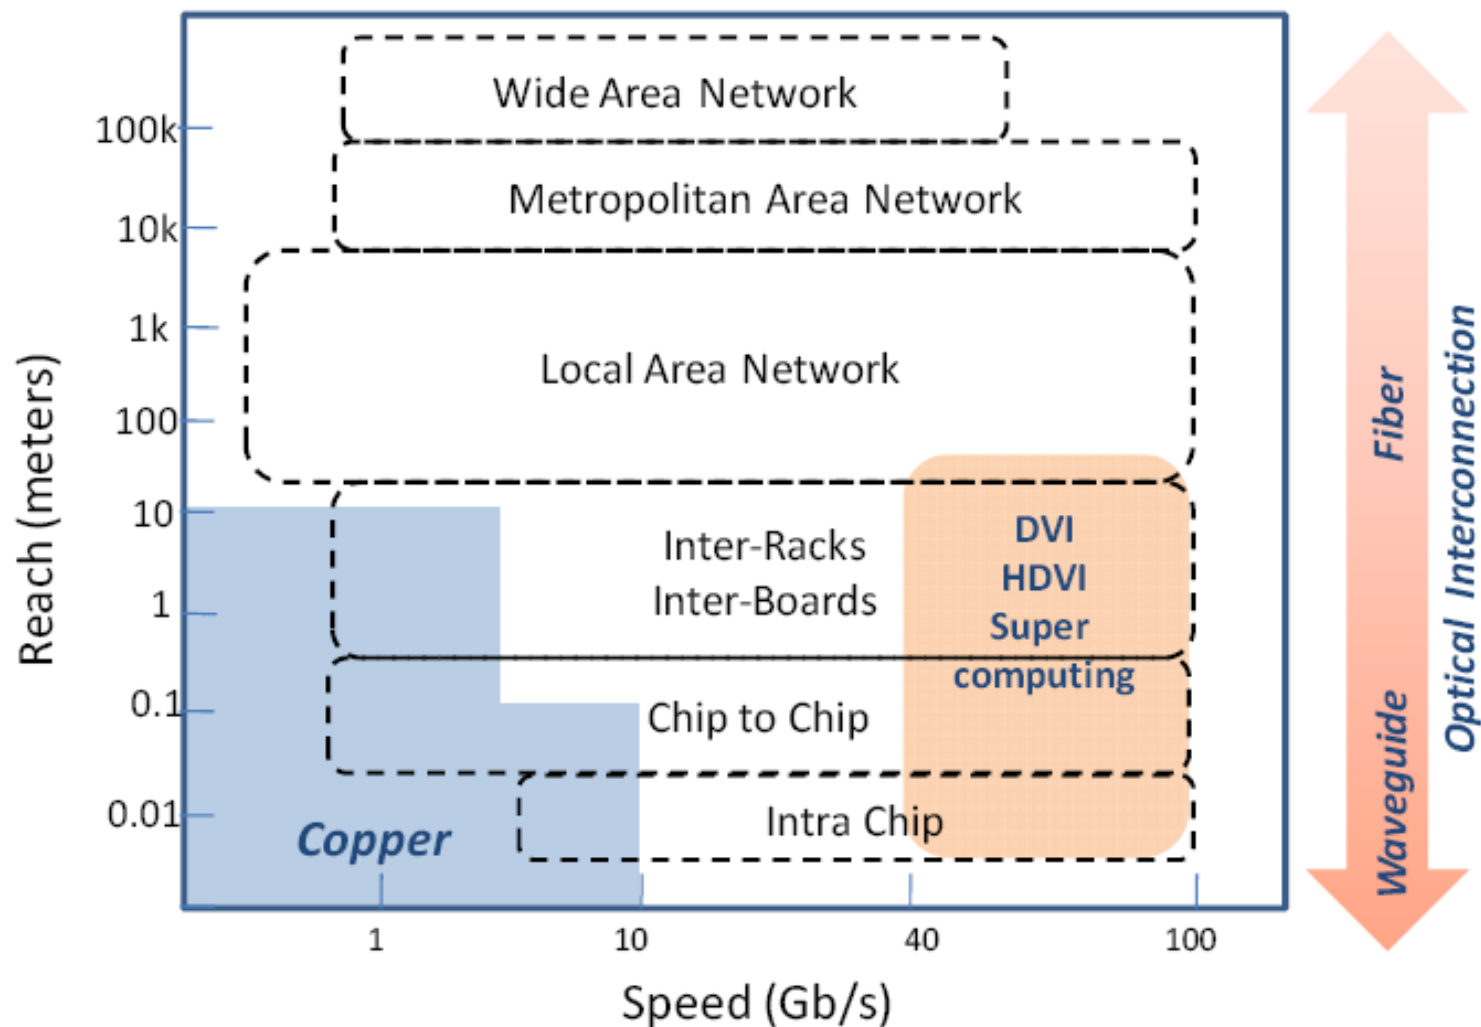 Wide Area Network
100k
Metropolitan Area Network
10k
1k
Local Area Network
100
10
Inter-Racks
Inter-Boards
1
DVI
HDVI
Super
computing
0.1
Chip to Chip
0.01
Copper
Intra Chip
1
10
40
100
Speed (Gb/s)
Reach (meters)
Fiber
Waveguide
Optical Interconnection